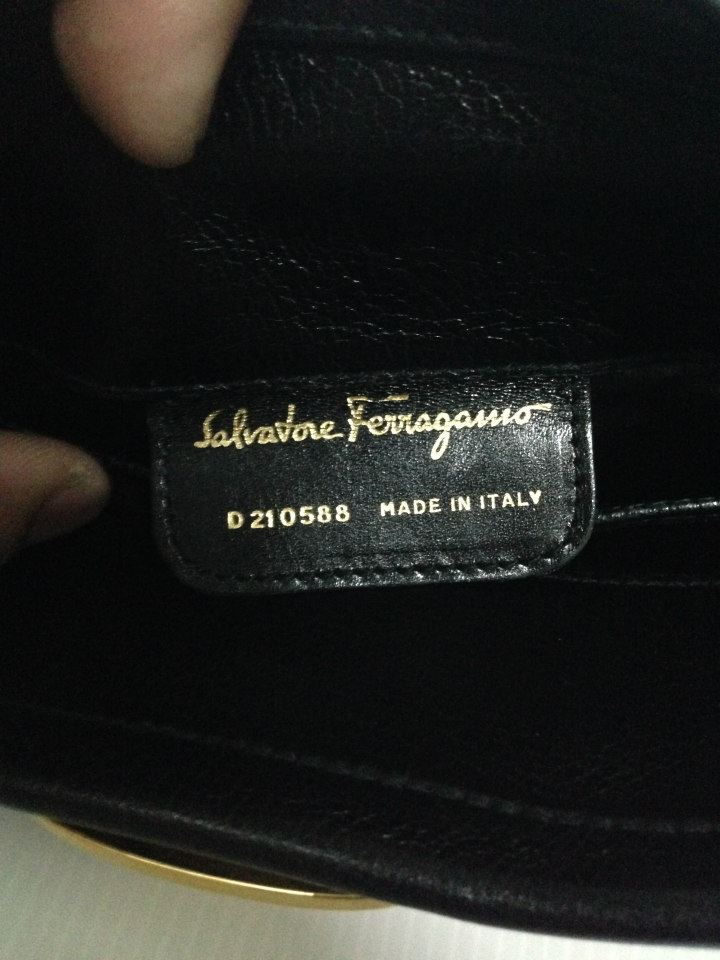 Salvatore Ferragamo
D 210588 MADE IN ITALY